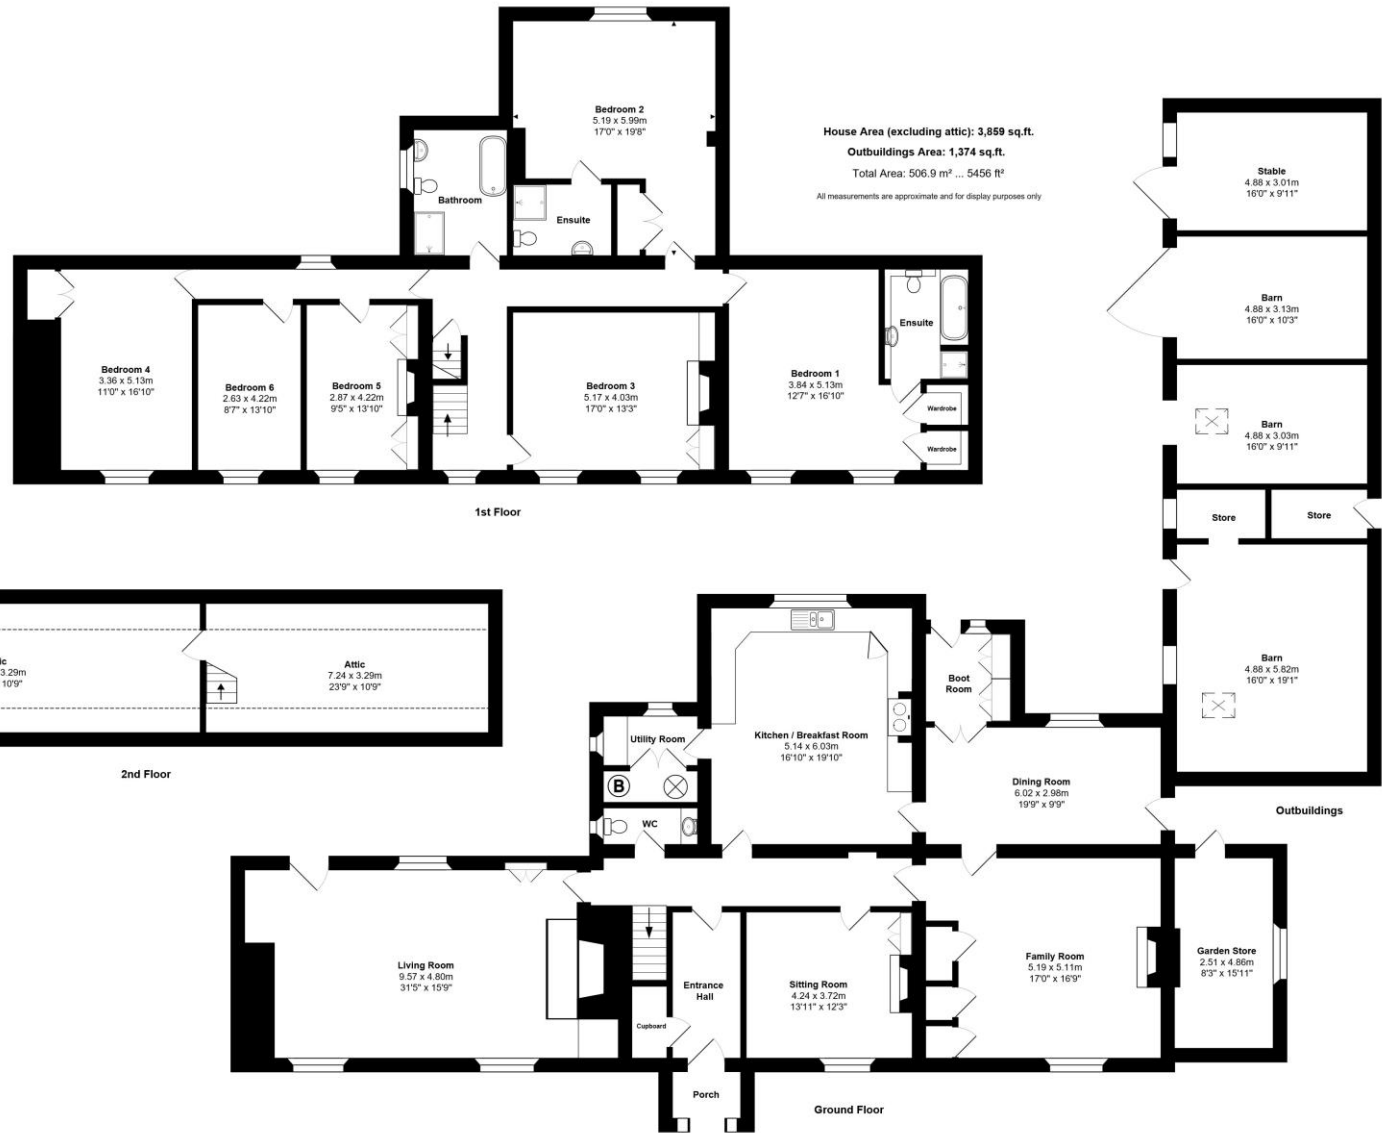 Bedroom 2
5.19 x 5.99m
17'0" x 19'8"
House Area (excluding attic): 3,859 sq.ft.
Outbuildings Area: 1,374 sq.ft.
Total Area: 506.9 m² ... 5456 ft²
All measurements are approximate and for display purposes only
Bathroom
Ensuite
Bedroom 4
3.36 x 5.13m
11'0" x 16'10"
Bedroom 6
2.63 x 4.22m
8'7" x 13'10"
Bedroom 5
2.87 x 4.22m
9'5" x 13'10"
Bedroom 3
5.17 x 4.03m
17'0" x 13'3"
Bedroom 1
3.84 x 5.13m
12'7" x 16'10"
Ensuite
Wardrobe
Wardrobe
1st Floor
Stable
4.88 x 3.01m
16'0" x 9'11"
Barn
4.88 x 3.13m
16'0" x 10'3"
Barn
4.88 x 3.03m
16'0" x 9'11"
Store
Store
Barn
4.88 x 5.82m
16'0" x 19'1"
Outbuildings
ic
3.29m
10'9"
Attic
7.24 x 3.29m
23'9" x 10'9"
2nd Floor
Utility Room
B
WC
Kitchen / Breakfast Room
5.14 x 6.03m
16'10" x 19'10"
Boot
Room
Dining Room
6.02 x 2.98m
19'9" x 9'9"
Living Room
9.57 x 4.80m
31'5" x 15'9"
Entrance
Hall
Cupboard
Sitting Room
4.24 x 3.72m
13'11" x 12'3"
Family Room
5.19 x 5.11m
17'0" x 16'9"
Garden Store
2.51 x 4.86m
8'3" x 15'11"
Porch
Ground Floor